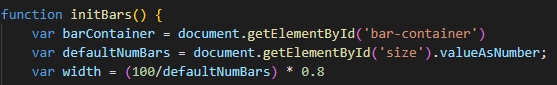 function initBars() {
    var barContainer = document.getElementById('bar-container')
    var defaultNumBars = document.getElementById('size').valueAsNumber;
    var width = (100/defaultNumBars) * 0.8